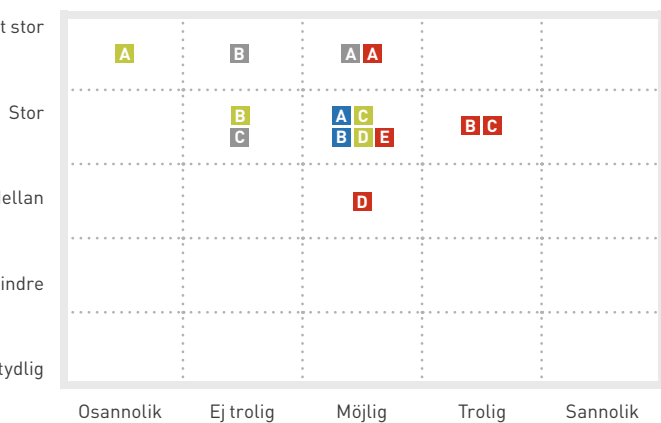 t stor
A B A A
Stor
B A C
B C
C B D E
ellan
D
indre
tydlig
Osannolik Ej trolig Möjlig Trolig Sannolik